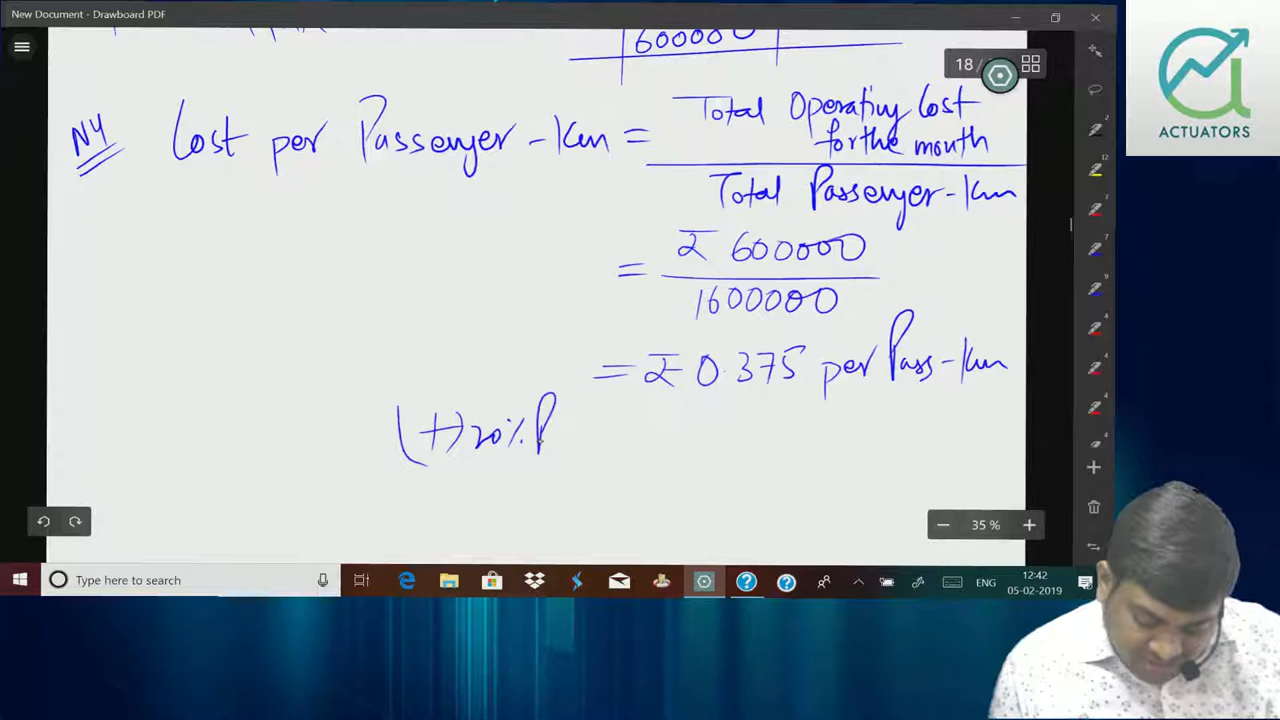 New Document - Drawboard PDF
600000
18 /
N4 Cost per Passenger-Km = Total Operating Cost for the month
Total Passenger-Km
= ₹ 600000
1600000
= ₹ 0.375 per Pass-Km
(+) 20% P
35 %
Type here to search
ENG
12:42
05-02-2019
ACTUATORS